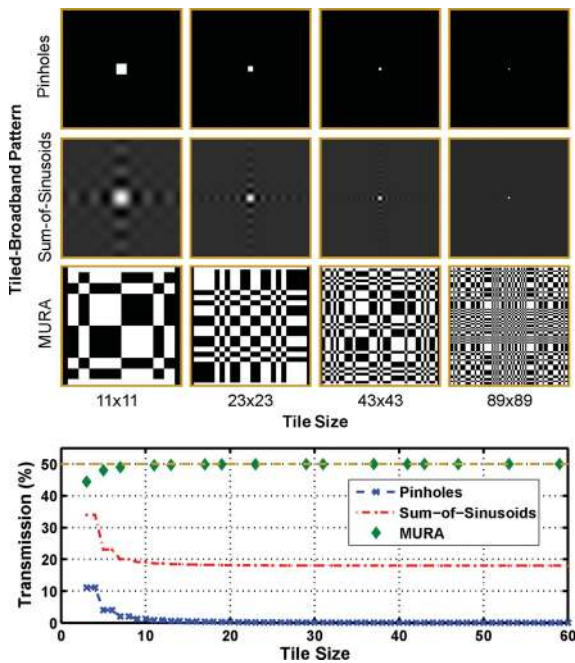 Tiled-Broadband Pattern
Pinholes
Sum-of-Sinusoids
MURA
11x11 23x23 43x43 89x89
Tile Size
Transmission (%)
50
40
30
20
10
0
Pinholes
Sum-of-Sinusoids
MURA
0 10 20 30 40 50 60
Tile Size